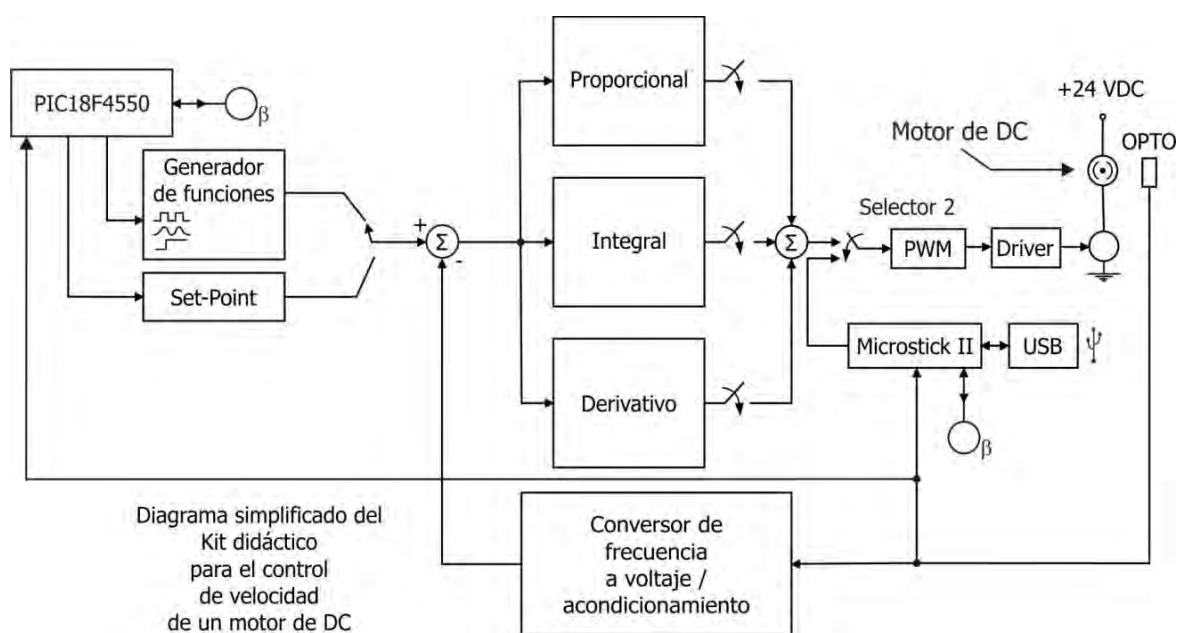 Proporcional
+24 VDC
PIC18F4550
β
Motor de DC
OPTO
Generador
de funciones
Selector 2
+
Σ
-
Integral
Σ
PWM
Driver
Set-Point
Microstick II
USB
Derivativo
β
Diagrama simplificado del
Kit didáctico
para el control
de velocidad
de un motor de DC
Conversor de
frecuencia
a voltaje /
acondicionamiento